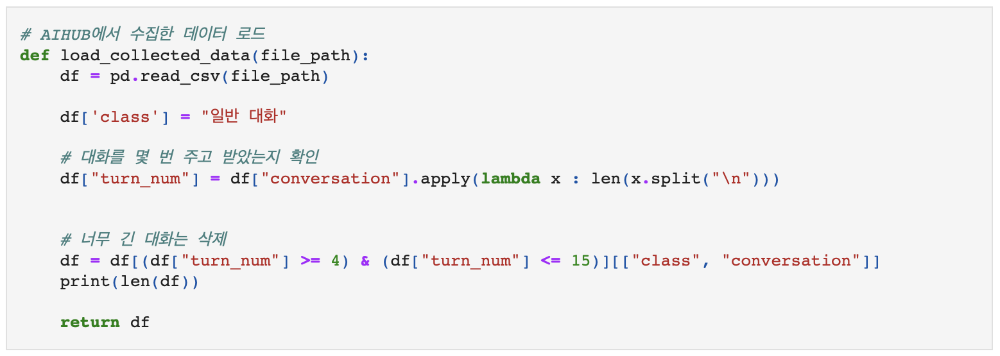 # AIHUB에서 수집한 데이터 로드
def load_collected_data(file_path):
    df = pd.read_csv(file_path)
    df['class'] = "일반 대화"
    # 대화를 몇 번 주고 받았는지 확인
    df["turn_num"] = df["conversation"].apply(lambda x : len(x.split("\n")))
    # 너무 긴 대화는 삭제
    df = df[(df["turn_num"] >= 4) & (df["turn_num"] <= 15)][["class", "conversation"]]
    print(len(df))
    return df